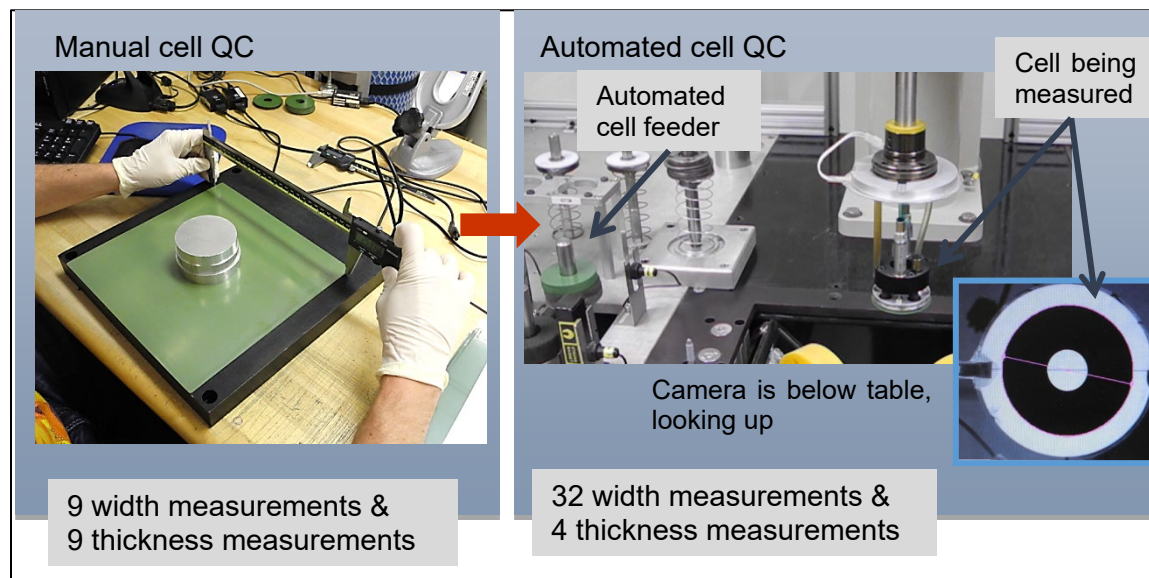 Manual cell QC
9 width measurements &
9 thickness measurements
Automated cell QC
Automated
cell feeder
Cell being
measured
Camera is below table,
looking up
32 width measurements &
4 thickness measurements